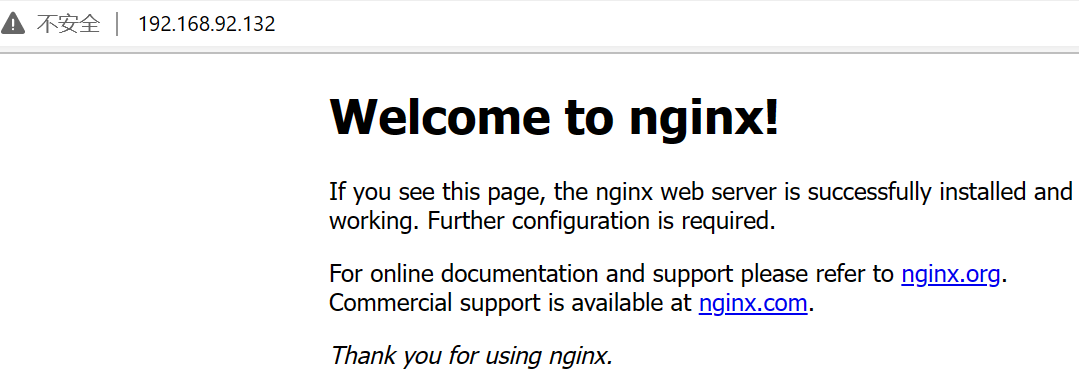 不安全 | 192.168.92.132
Welcome to nginx!
If you see this page, the nginx web server is successfully installed and
working. Further configuration is required.
For online documentation and support please refer to nginx.org.
Commercial support is available at nginx.com.
Thank you for using nginx.